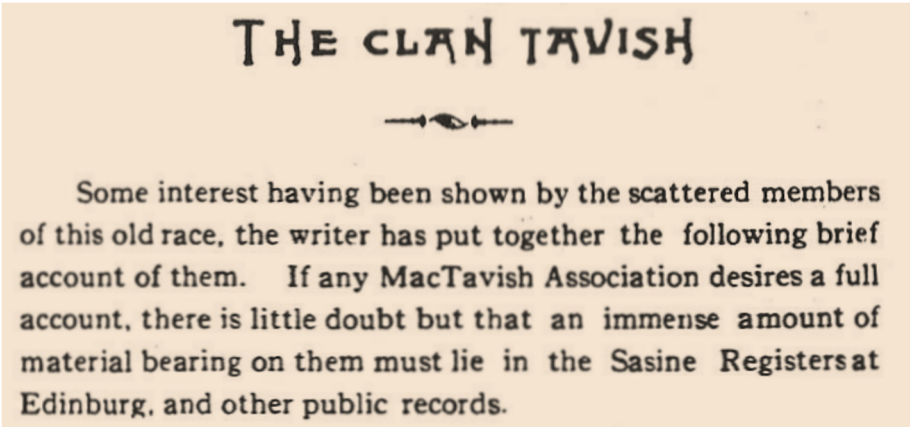 THE CLAN TAVISH
Some interest having been shown by the scattered members
of this old race, the writer has put together the following brief
account of them. If any MacTavish Association desires a full
account, there is little doubt but that an immense amount of
material bearing on them must lie in the Sasine Registers at
Edinburg, and other public records.